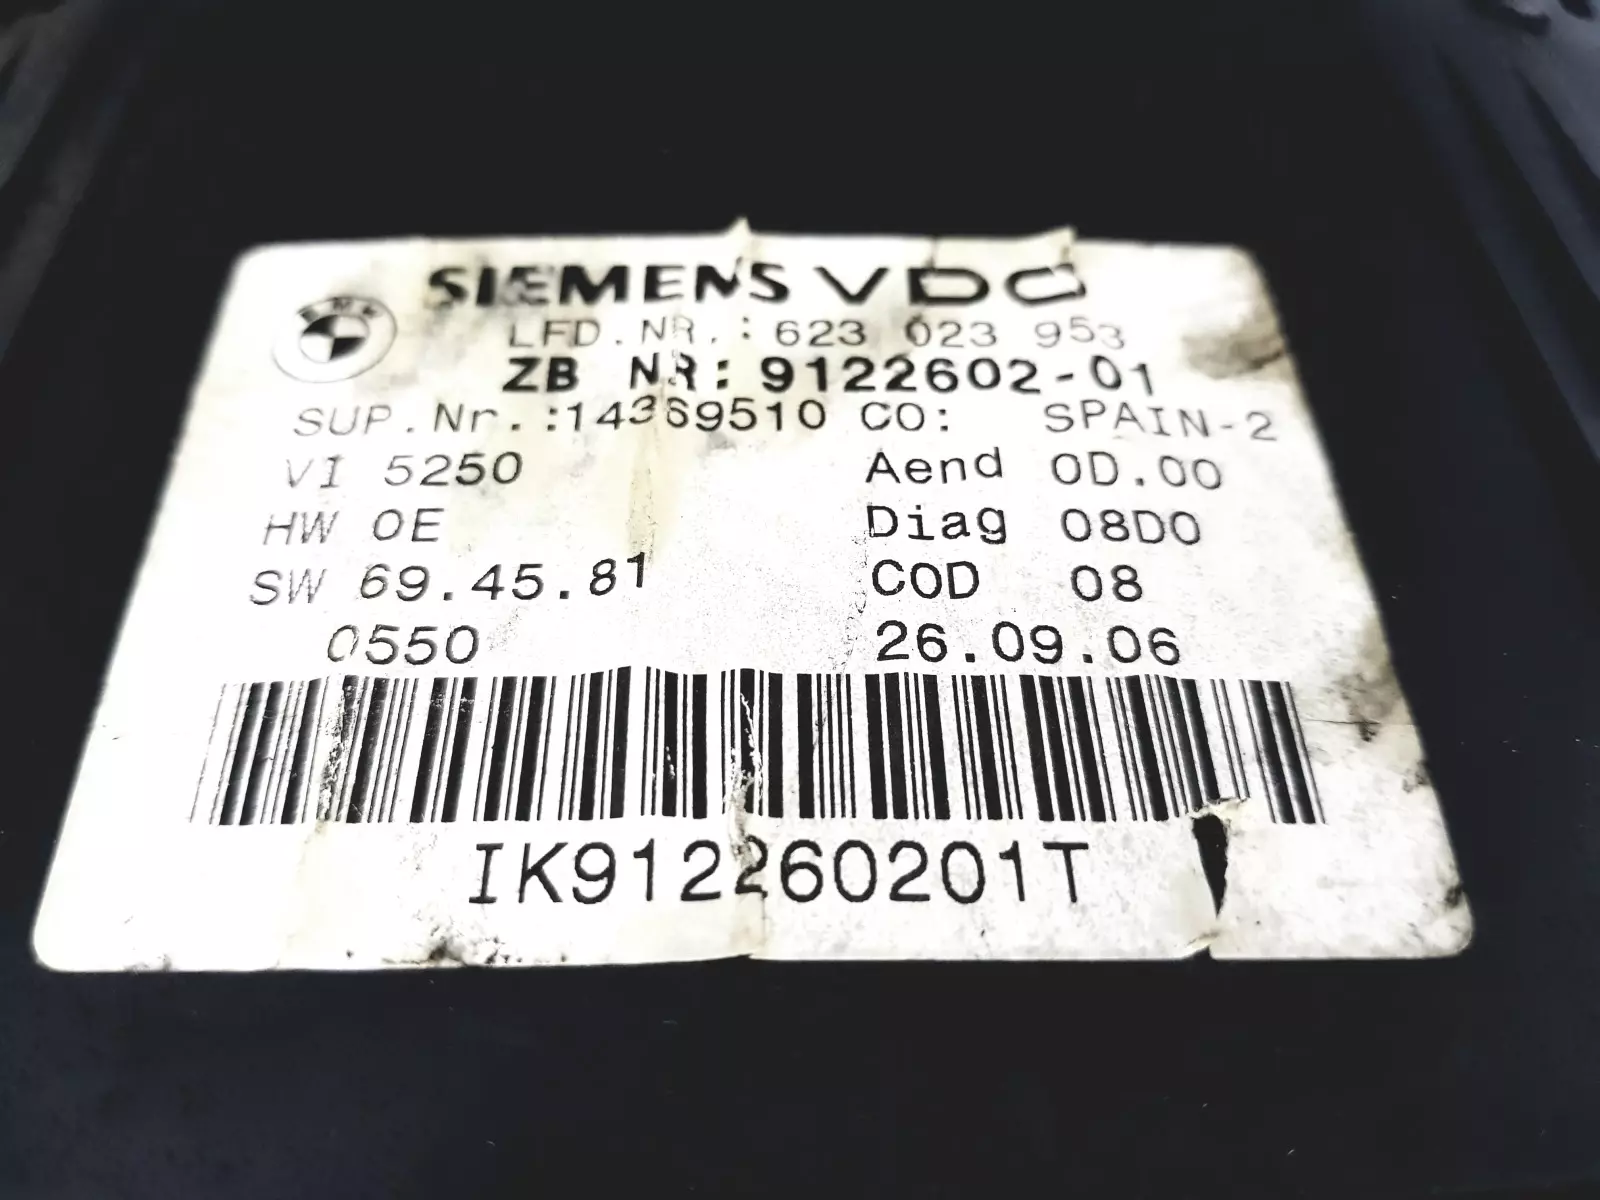 SIEMENS VDO
BMW
LFD.NR.: 623 023 953
ZB NR: 9122602-01
SUP.Nr.:14369510 CO: SPAIN-2
VI 5250 Aend 0D.00
HW 0E Diag 08D0
SW 69.45.81 COD 08
0550 26.09.06
IK912260201T